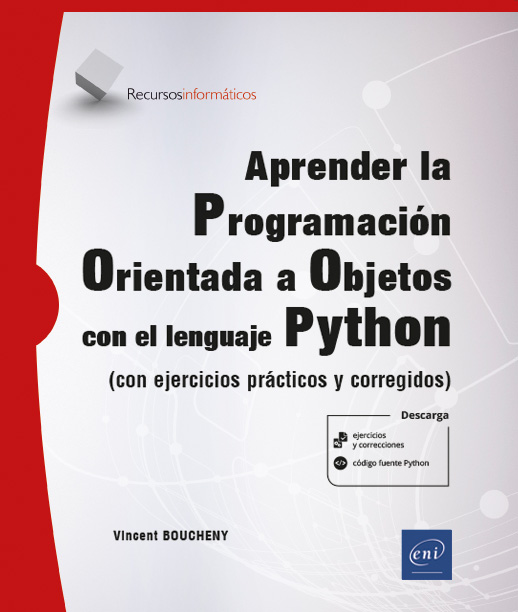 Recursosinformáticos
Aprender la
Programación
Orientada a Objetos
con el lenguaje Python
(con ejercicios prácticos y corregidos)
Descarga
ejercicios
y correcciones
código fuente Python
Vincent BOUCHENY
eni